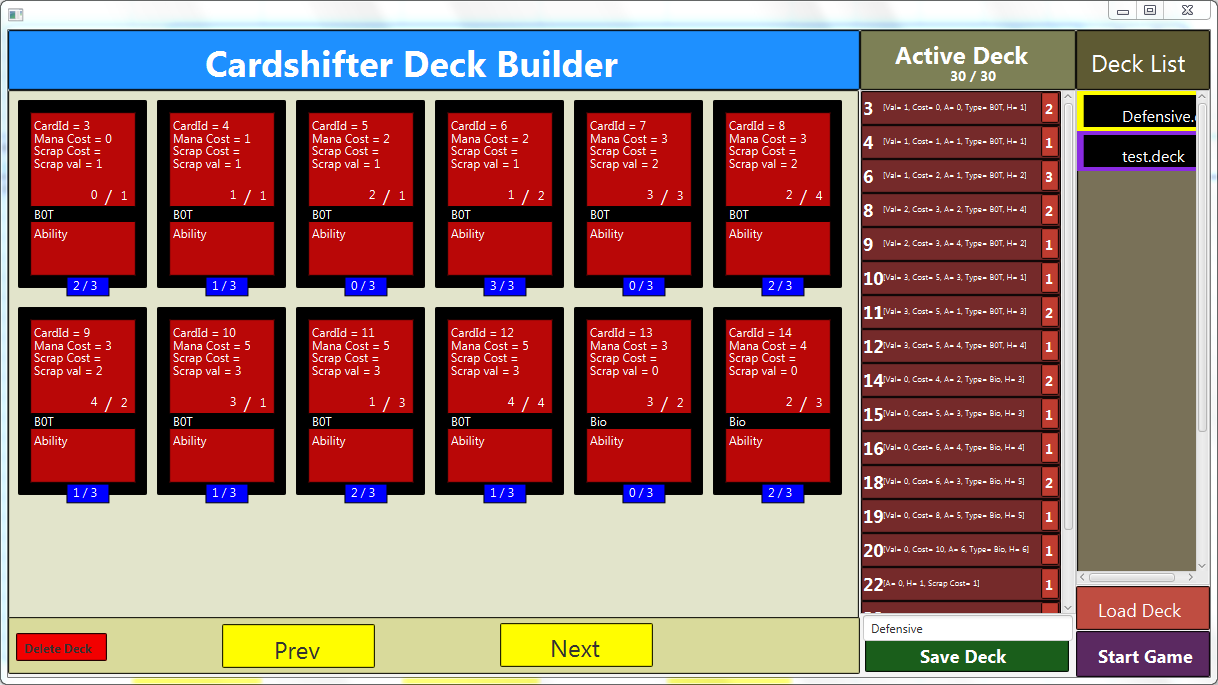 Cardshifter Deck Builder
Active Deck
30 / 30
Deck List
CardId = 3
Mana Cost = 0
Scrap Cost =
Scrap val = 1
0 / 1
B0T
Ability
2 / 3
CardId = 4
Mana Cost = 1
Scrap Cost =
Scrap val = 1
1 / 1
B0T
Ability
1 / 3
CardId = 5
Mana Cost = 2
Scrap Cost =
Scrap val = 1
2 / 1
B0T
Ability
0 / 3
CardId = 6
Mana Cost = 2
Scrap Cost =
Scrap val = 1
1 / 2
B0T
Ability
3 / 3
CardId = 7
Mana Cost = 3
Scrap Cost =
Scrap val = 2
3 / 3
B0T
Ability
0 / 3
CardId = 8
Mana Cost = 3
Scrap Cost =
Scrap val = 2
2 / 4
B0T
Ability
2 / 3
CardId = 9
Mana Cost = 3
Scrap Cost =
Scrap val = 2
4 / 2
B0T
Ability
1 / 3
CardId = 10
Mana Cost = 5
Scrap Cost =
Scrap val = 3
3 / 1
B0T
Ability
1 / 3
CardId = 11
Mana Cost = 5
Scrap Cost =
Scrap val = 3
1 / 3
B0T
Ability
2 / 3
CardId = 12
Mana Cost = 5
Scrap Cost =
Scrap val = 3
4 / 4
B0T
Ability
1 / 3
CardId = 13
Mana Cost = 3
Scrap Cost =
Scrap val = 0
3 / 2
Bio
Ability
0 / 3
CardId = 14
Mana Cost = 4
Scrap Cost =
Scrap val = 0
2 / 3
Bio
Ability
2 / 3
3 [Val= 1, Cost= 0, A= 0, Type= B0T, H= 1] 2
4 [Val= 1, Cost= 1, A= 1, Type= B0T, H= 1] 1
6 [Val= 1, Cost= 2, A= 1, Type= B0T, H= 2] 3
8 [Val= 2, Cost= 3, A= 2, Type= B0T, H= 4] 2
9 [Val= 2, Cost= 3, A= 4, Type= B0T, H= 2] 1
10 [Val= 3, Cost= 5, A= 3, Type= B0T, H= 1] 1
11 [Val= 3, Cost= 5, A= 1, Type= B0T, H= 3] 2
12 [Val= 3, Cost= 5, A= 4, Type= B0T, H= 4] 1
14 [Val= 0, Cost= 4, A= 2, Type= Bio, H= 3] 2
15 [Val= 0, Cost= 5, A= 3, Type= Bio, H= 3] 1
16 [Val= 0, Cost= 6, A= 4, Type= Bio, H= 4] 1
18 [Val= 0, Cost= 6, A= 3, Type= Bio, H= 5] 2
19 [Val= 0, Cost= 8, A= 5, Type= Bio, H= 5] 1
20 [Val= 0, Cost= 10, A= 6, Type= Bio, H= 6] 1
22 [A= 0, H= 1, Scrap Cost= 1] 1
Defensive.
test.deck
Delete Deck
Prev
Next
Defensive
Save Deck
Load Deck
Start Game